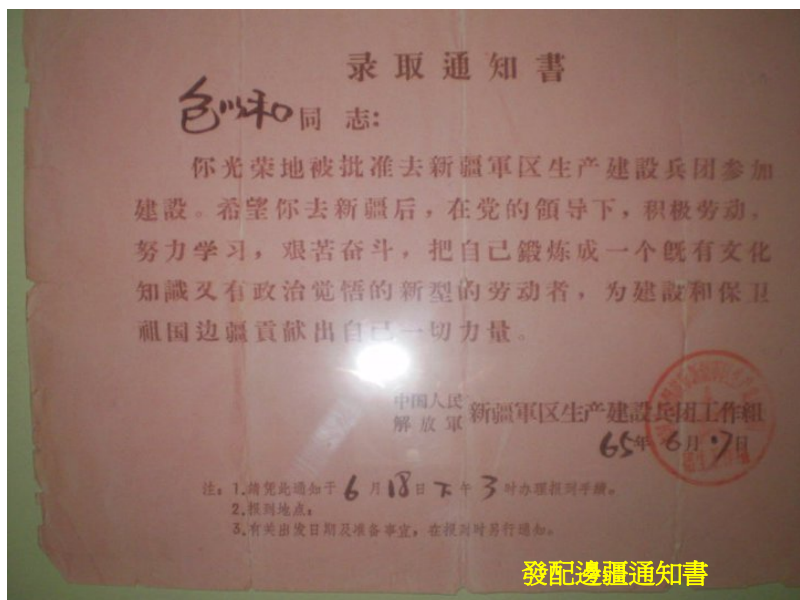 录取通知書
包以和同志：
你光荣地被批准去新疆軍区生产建設兵团参加
建設。希望你去新疆后，在党的領导下，积极劳动，
努力学习，艰苦奋斗，把自己鍛炼成一个既有文化
知識又有政治觉悟的新型的劳动者，为建設和保卫
祖国边疆貢献出自己一切力量。
中国人民
解放軍 新疆軍区生产建設兵团工作組
65年6月17日
注：1.請凭此通知于6月18日下午3时办理报到手續。
2.报到地点：
3.有关出发日期及准备事宜，在报到时另行通知。
發配邊疆通知書